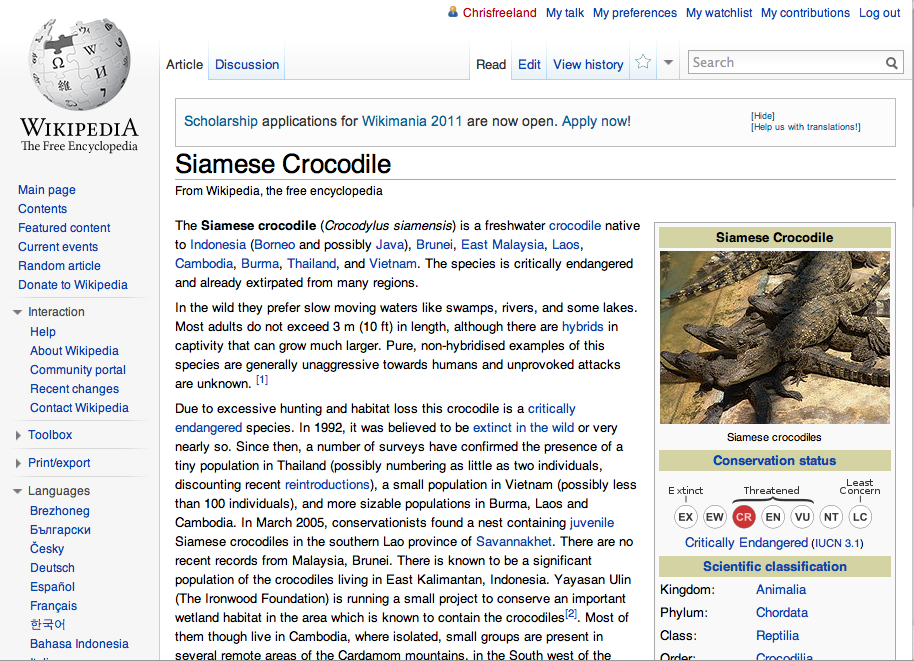 Chrisfreeland My talk My preferences My watchlist My contributions Log out
Article Discussion Read Edit View history Search
Ω W И 維
WIKIPEDIA
The Free Encyclopedia
Main page
Contents
Featured content
Current events
Random article
Donate to Wikipedia
Interaction
Help
About Wikipedia
Community portal
Recent changes
Contact Wikipedia
Toolbox
Print/export
Languages
Brezhoneg
Български
Česky
Deutsch
Español
Français
한국어
Bahasa Indonesia
Scholarship applications for Wikimania 2011 are now open. Apply now!
[Hide]
[Help us with translations!]
Siamese Crocodile
From Wikipedia, the free encyclopedia
The Siamese crocodile (Crocodylus siamensis) is a freshwater crocodile native
to Indonesia (Borneo and possibly Java), Brunei, East Malaysia, Laos,
Cambodia, Burma, Thailand, and Vietnam. The species is critically endangered
and already extirpated from many regions.
In the wild they prefer slow moving waters like swamps, rivers, and some lakes.
Most adults do not exceed 3 m (10 ft) in length, although there are hybrids in
captivity that can grow much larger. Pure, non-hybridised examples of this
species are generally unaggressive towards humans and unprovoked attacks
are unknown. [1]
Due to excessive hunting and habitat loss this crocodile is a critically
endangered species. In 1992, it was believed to be extinct in the wild or very
nearly so. Since then, a number of surveys have confirmed the presence of a
tiny population in Thailand (possibly numbering as little as two individuals,
discounting recent reintroductions), a small population in Vietnam (possibly less
than 100 individuals), and more sizable populations in Burma, Laos and
Cambodia. In March 2005, conservationists found a nest containing juvenile
Siamese crocodiles in the southern Lao province of Savannakhet. There are no
recent records from Malaysia, Brunei. There is known to be a significant
population of the crocodiles living in East Kalimantan, Indonesia. Yayasan Ulin
(The Ironwood Foundation) is running a small project to conserve an important
wetland habitat in the area which is known to contain the crocodiles[2]. Most of
them though live in Cambodia, where isolated, small groups are present in
several remote areas of the Cardamom mountains, in the South west of the
Siamese Crocodile
Siamese crocodiles
Conservation status
Extinct Threatened Least Concern
EX EW CR EN VU NT LC
Critically Endangered (IUCN 3.1)
Scientific classification
Kingdom: Animalia
Phylum: Chordata
Class: Reptilia
Order: Crocodilia